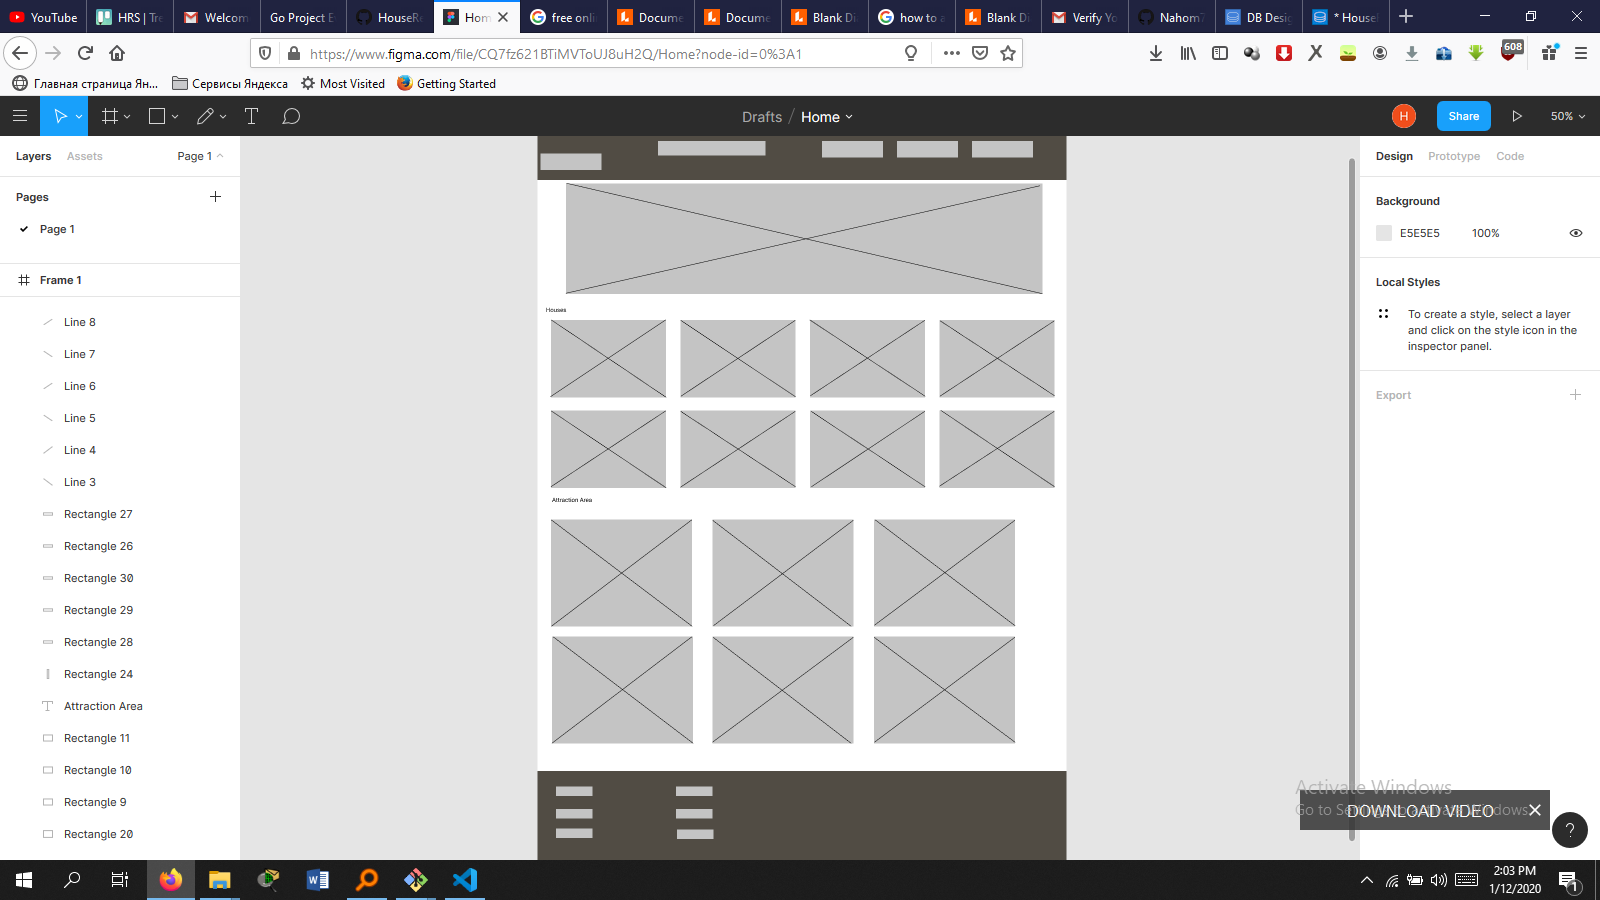 YouTube
HRS | Tre
Welcom
Go Project E
HouseRe
Hom
free onli
Docume
Docume
Blank Di
how to a
Blank Di
Verify Yo
Nahom7
DB Desig
* Housel
https://www.figma.com/file/CQ7fz621BTiMVToUJ8uH2Q/Home?node-id=0%3A1
608
Главная страница Ян...
Сервисы Яндекса
Most Visited
Getting Started
Drafts / Home
H
Share
50%
Layers
Assets
Page 1
Pages
Page 1
Frame 1
Line 8
Line 7
Line 6
Line 5
Line 4
Line 3
Rectangle 27
Rectangle 26
Rectangle 30
Rectangle 29
Rectangle 28
Rectangle 24
Attraction Area
Rectangle 11
Rectangle 10
Rectangle 9
Rectangle 20
Houses
Attraction Area
Design
Prototype
Code
Background
E5E5E5
100%
Local Styles
To create a style, select a layer
and click on the style icon in the
inspector panel.
Export
Activate Windows
Go to Settings to activate Windows.
DOWNLOAD VIDEO
?
2:03 PM
1/12/2020
1